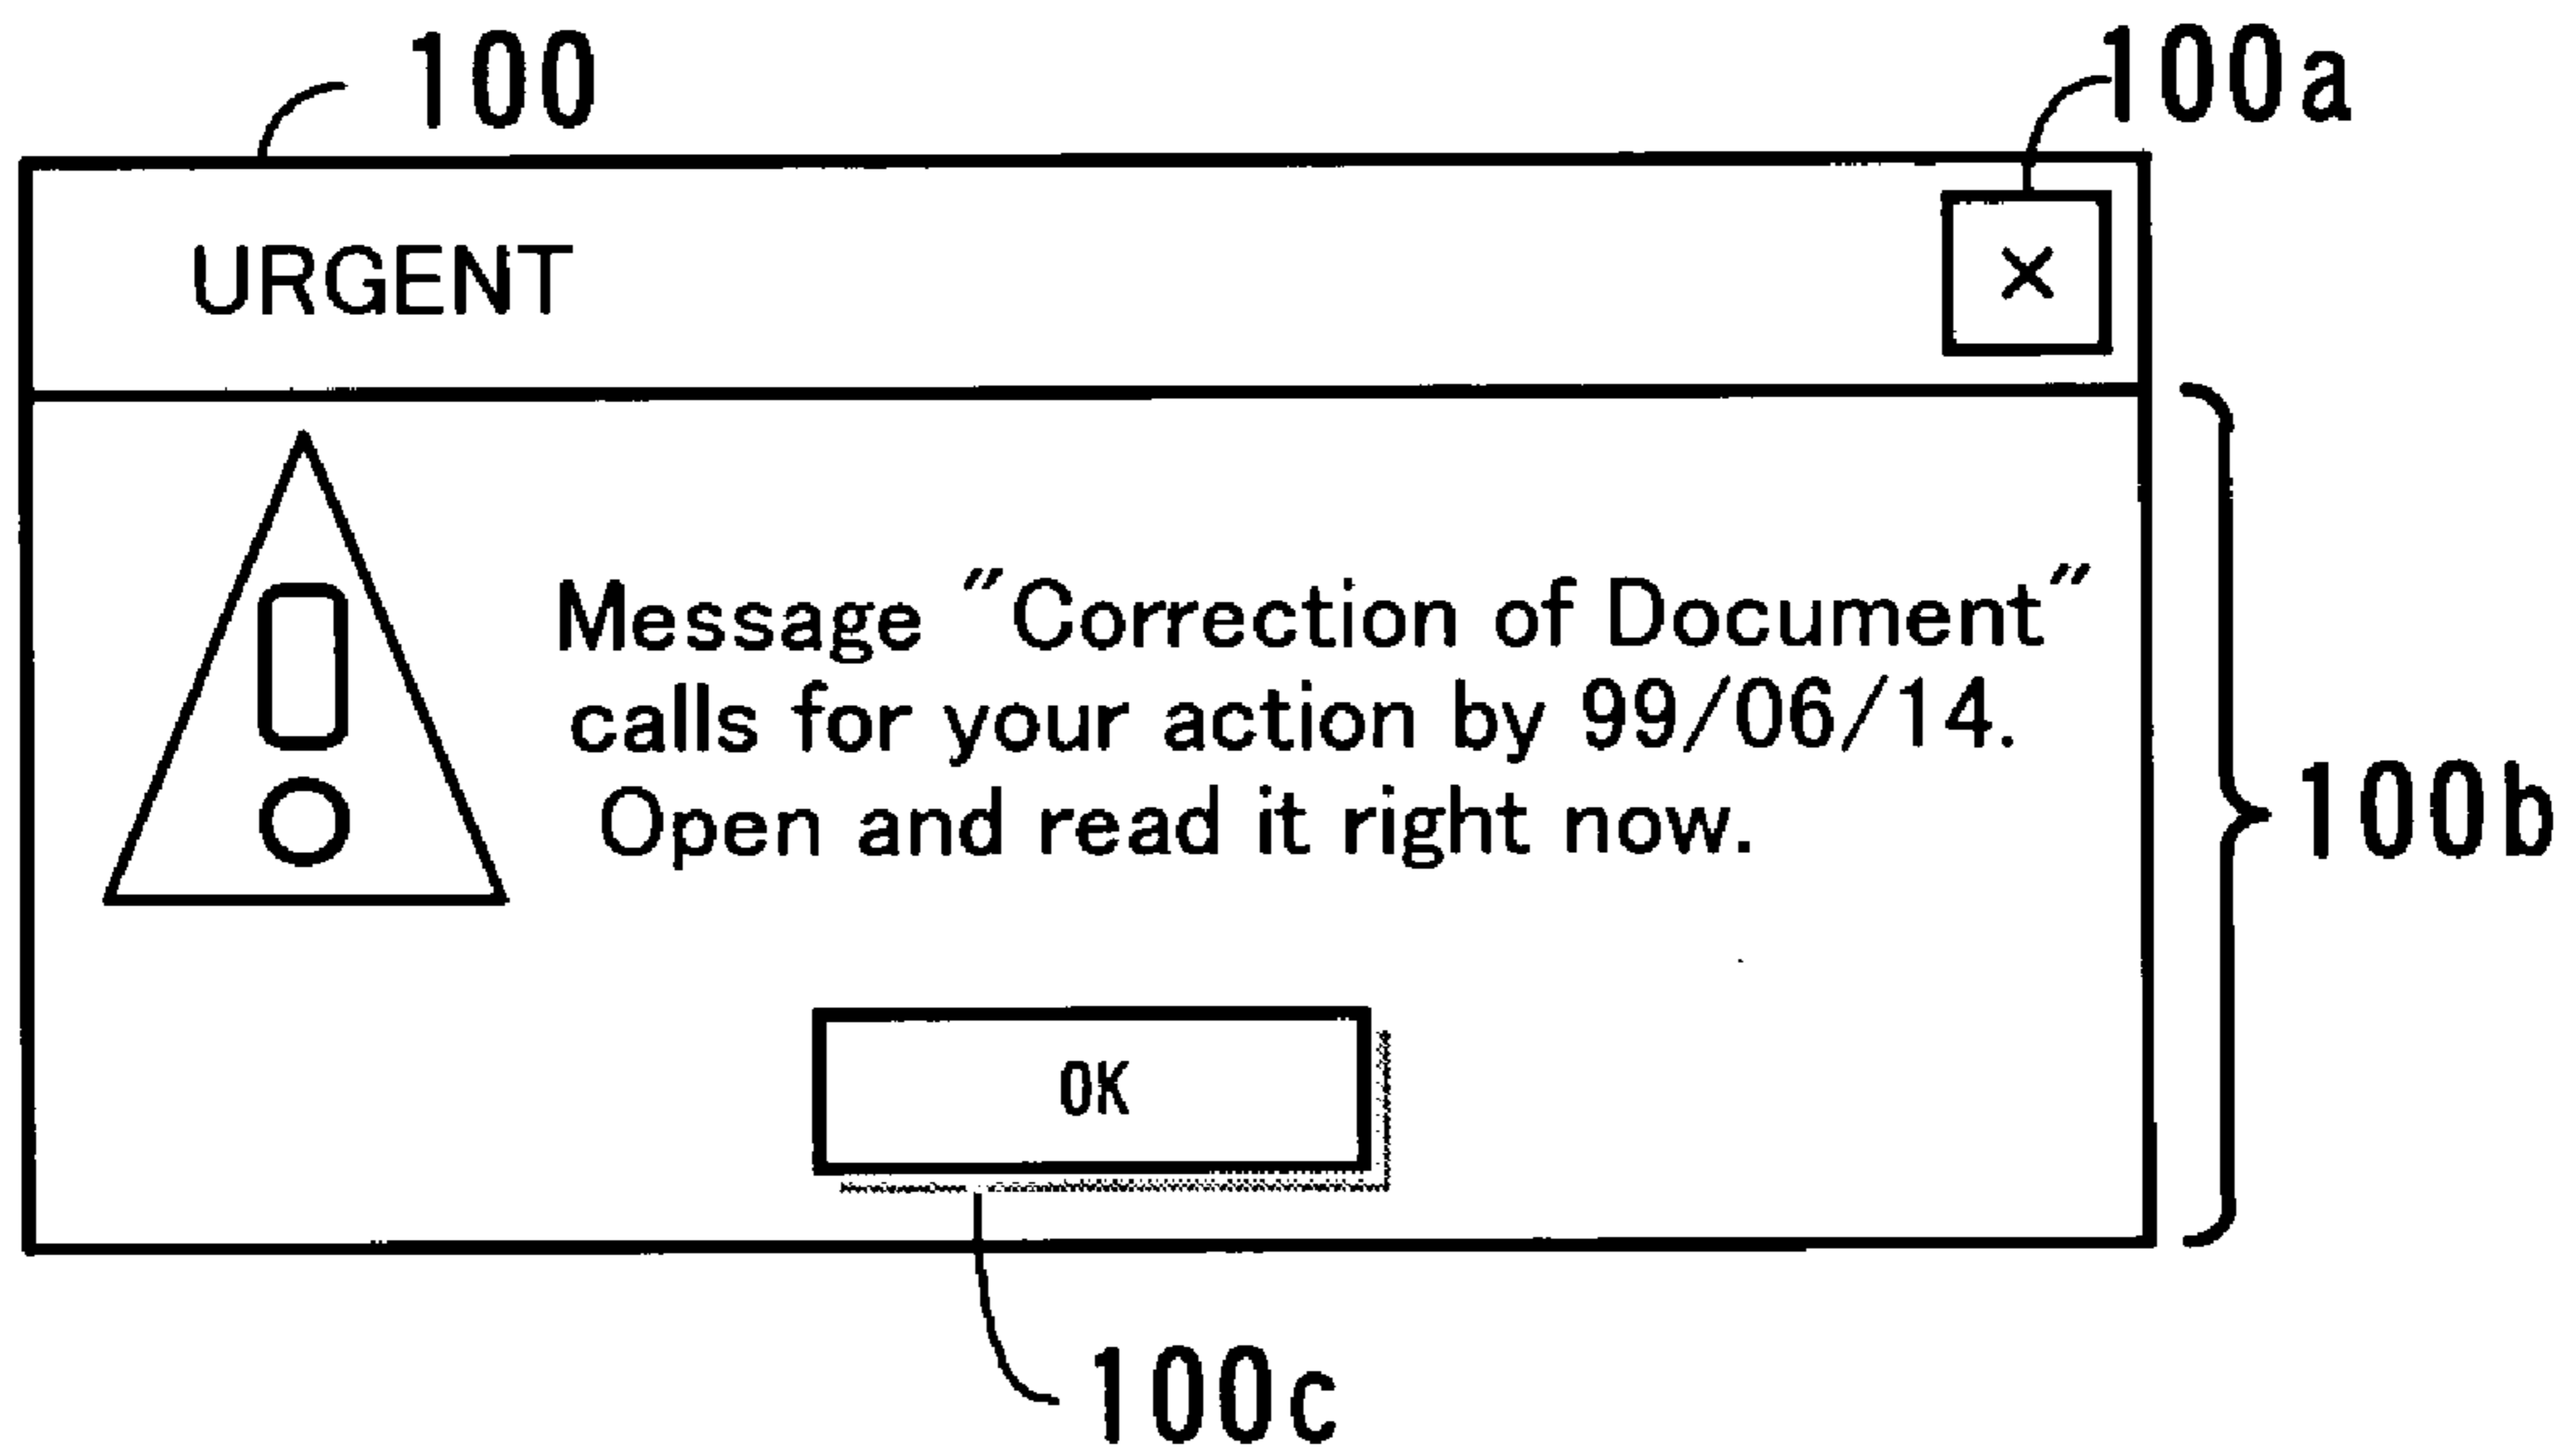 100
100a
URGENT
×
Message "Correction of Document"
calls for your action by 99/06/14.
Open and read it right now.
100b
OK
100c